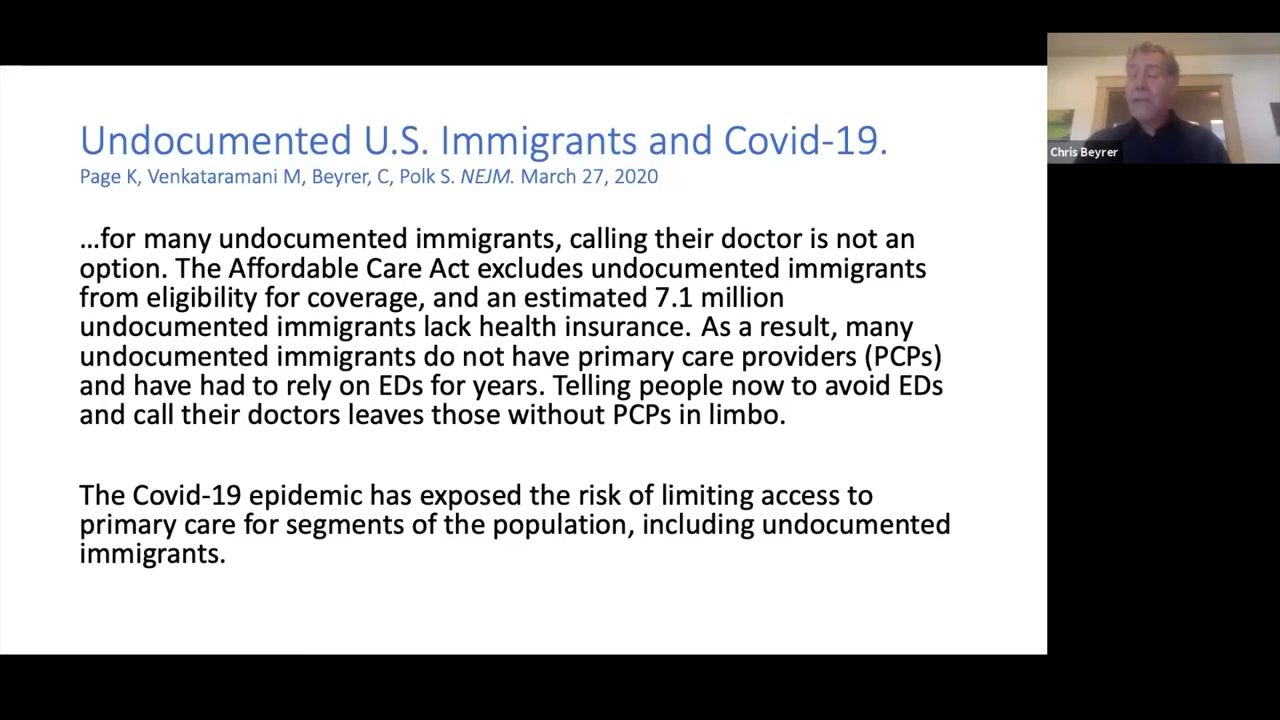 Undocumented U.S. Immigrants and Covid-19.
Page K, Venkataramani M, Beyrer, C, Polk S. NEJM. March 27, 2020
...for many undocumented immigrants, calling their doctor is not an
option. The Affordable Care Act excludes undocumented immigrants
from eligibility for coverage, and an estimated 7.1 million
undocumented immigrants lack health insurance. As a result, many
undocumented immigrants do not have primary care providers (PCPs)
and have had to rely on EDs for years. Telling people now to avoid EDs
and call their doctors leaves those without PCPs in limbo.
The Covid-19 epidemic has exposed the risk of limiting access to
primary care for segments of the population, including undocumented
immigrants.
Chris Beyrer